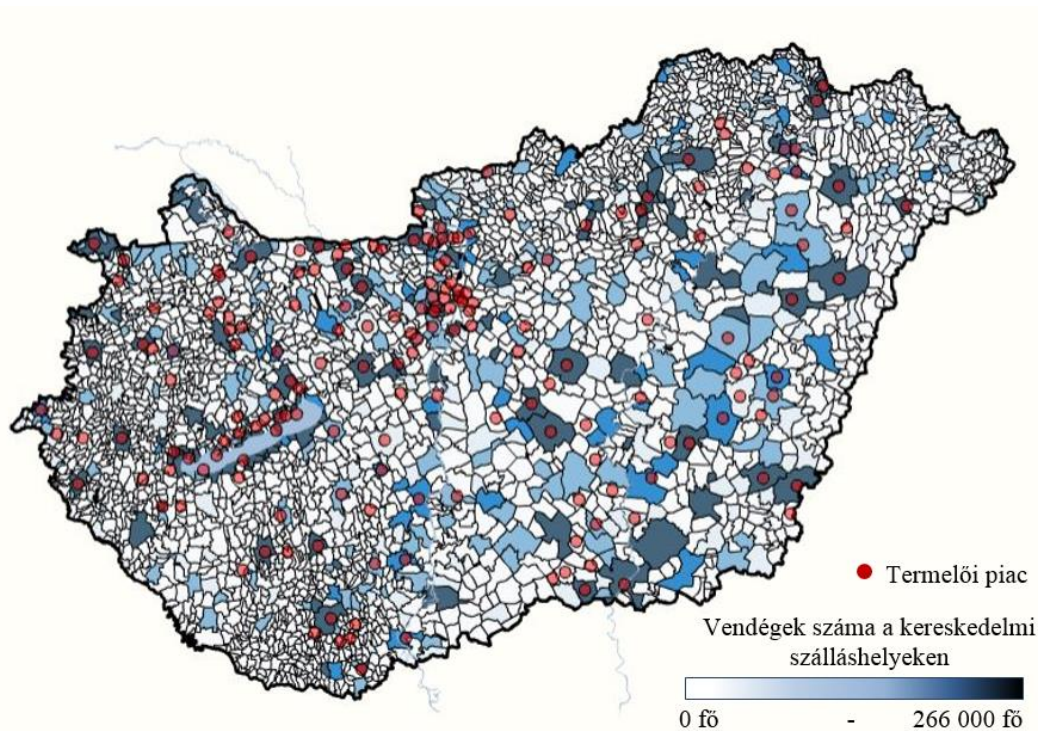 Termelői piac
Vendégek száma a kereskedelmi
szálláshelyeken
0 fő - 266 000 fő